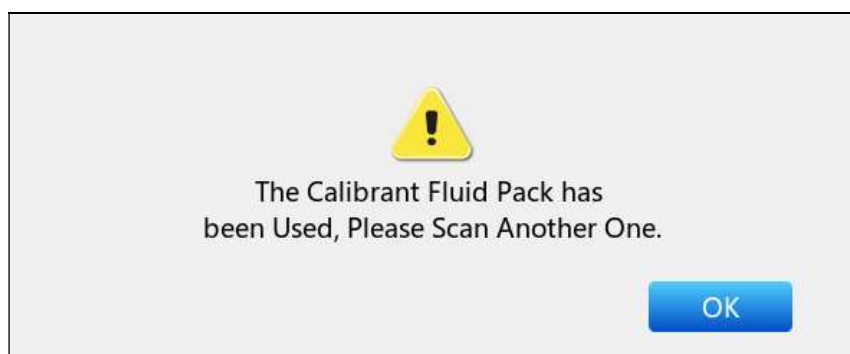 The Calibrant Fluid Pack has
been Used, Please Scan Another One.
OK